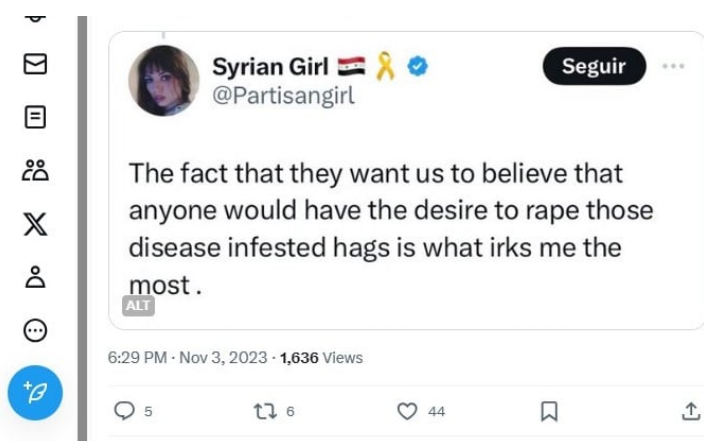 Syrian Girl
Seguir
@Partisangirl
The fact that they want us to believe that
anyone would have the desire to rape those
disease infested hags is what irks me the
most .
ALT
6:29 PM · Nov 3, 2023 · 1,636 Views
5 6 44